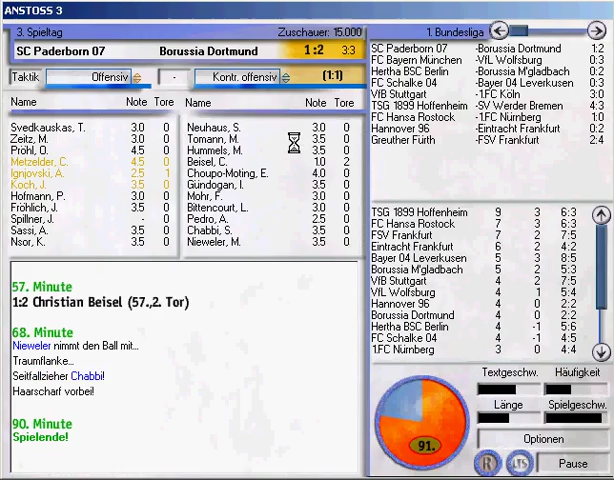 ANSTOSS 3
3. Spieltag Zuschauer: 15.000
SC Paderborn 07 Borussia Dortmund 1:2 3:3
Taktik Offensiv - Kontr. offensiv (1:1)
Name Note Tore Name Note Tore
Svedkauskas, T. 3.0 0 Neuhaus, S. 3.0 0
Zeitz, M. 3.0 0 Tomann, M. 3.5 0
Pröhl, O. 4.5 0 Hummels, M. 3.5 0
Metzelder, C. 4.5 0 Beisel, C. 1.0 2
Ignjovski, A. 2.5 1 Choupo-Moting, E. 4.0 0
Koch, J. 3.5 0 Gündogan, I. 3.5 0
Hofmann, P. 3.0 0 Mohr, F. 3.0 0
Fröhlich, J. 3.5 0 Bittencourt, L. 3.0 0
Spillner, J. - 0 Pedro, A. 2.5 0
Sassi, A. 3.5 0 Chabbi, S. 3.5 0
Nsor, K. 3.5 0 Nieweler, M. 3.5 0
57. Minute
1:2 Christian Beisel (57.,2. Tor)
68. Minute
Nieweler nimmt den Ball mit...
Traumflanke...
Seitfallzieher Chabbi!
Haarscharf vorbei!
90. Minute
Spielende!
1. Bundesliga
SC Paderborn 07 -Borussia Dortmund 1:2
FC Bayern München -VfL Wolfsburg 0:3
Hertha BSC Berlin -Borussia M'gladbach 0:2
FC Schalke 04 -Bayer 04 Leverkusen 0:3
VfB Stuttgart -1.FC Köln 3:0
TSG 1899 Hoffenheim -SV Werder Bremen 4:3
FC Hansa Rostock -1.FC Nürnberg 1:0
Hannover 96 -Eintracht Frankfurt 0:2
Greuther Fürth -FSV Frankfurt 2:4
TSG 1899 Hoffenheim 9 3 6:3
FC Hansa Rostock 7 3 6:3
FSV Frankfurt 7 2 7:5
Eintracht Frankfurt 6 2 4:2
Bayer 04 Leverkusen 5 3 8:5
Borussia M'gladbach 5 2 5:3
VfB Stuttgart 4 2 7:5
VfL Wolfsburg 4 1 5:4
Hannover 96 4 0 2:2
Borussia Dortmund 4 0 2:2
Hertha BSC Berlin 4 -1 5:6
FC Schalke 04 4 -1 4:5
1.FC Nürnberg 3 0 4:4
Textgeschw. Häufigkeit
Länge Spielgeschw.
91.
Optionen
R LTS Pause